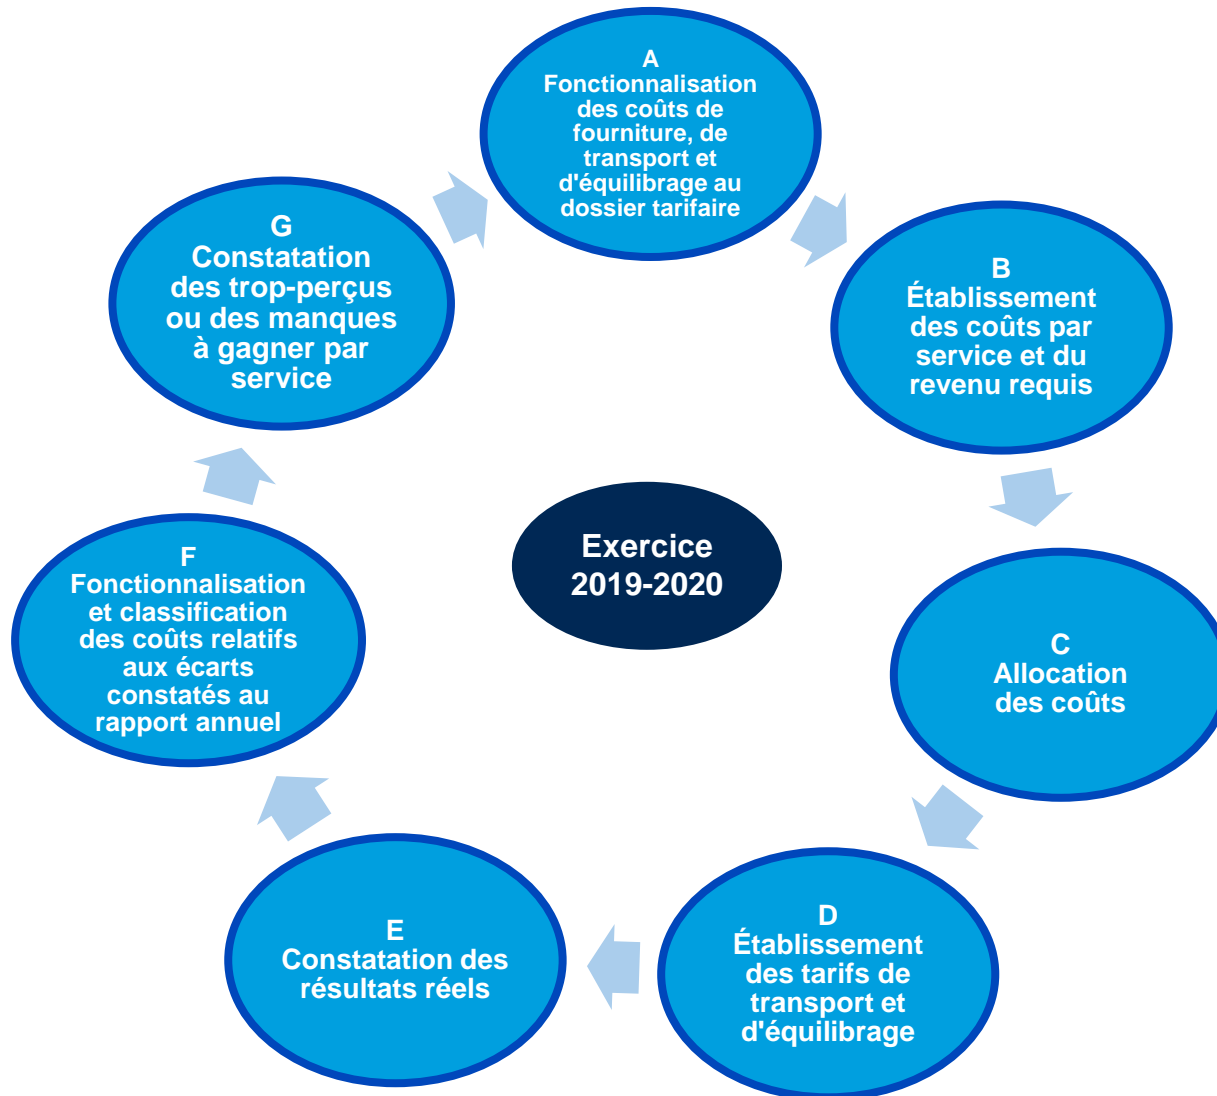 A
Fonctionnalisation
des coûts de
fourniture, de
transport et
d'équilibrage au
dossier tarifaire
B
Établissement
des coûts par
service et du
revenu requis
C
Allocation
des coûts
D
Établissement
des tarifs de
transport et
d'équilibrage
E
Constatation des
résultats réels
F
Fonctionnalisation
et classification
des coûts relatifs
aux écarts
constatés au
rapport annuel
G
Constatation
des trop-perçus
ou des manques
à gagner par
service
Exercice
2019-2020